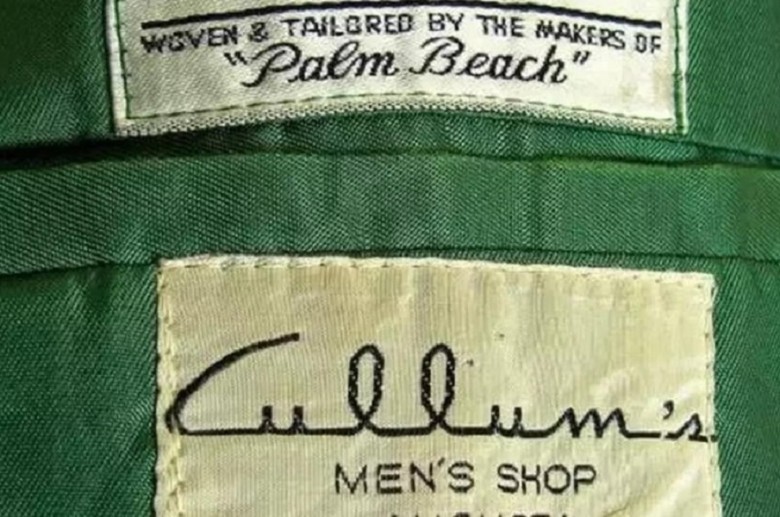 WOVEN & TAILORED BY THE MAKERS OF
"Palm Beach"
Cullum's
MEN'S SHOP